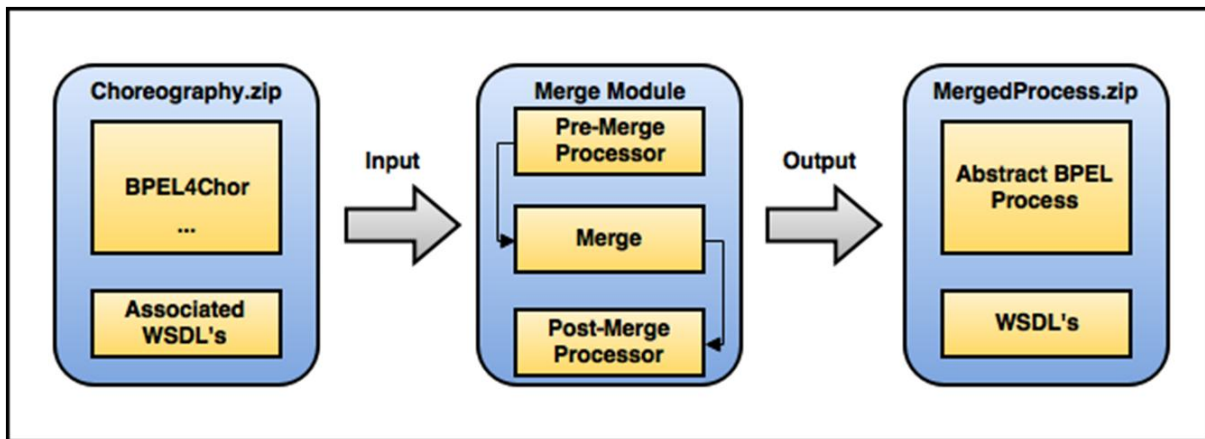 Choreography.zip
BPEL4Chor
...
Associated
WSDL's
Input
Merge Module
Pre-Merge
Processor
Merge
Post-Merge
Processor
Output
MergedProcess.zip
Abstract BPEL
Process
WSDL's